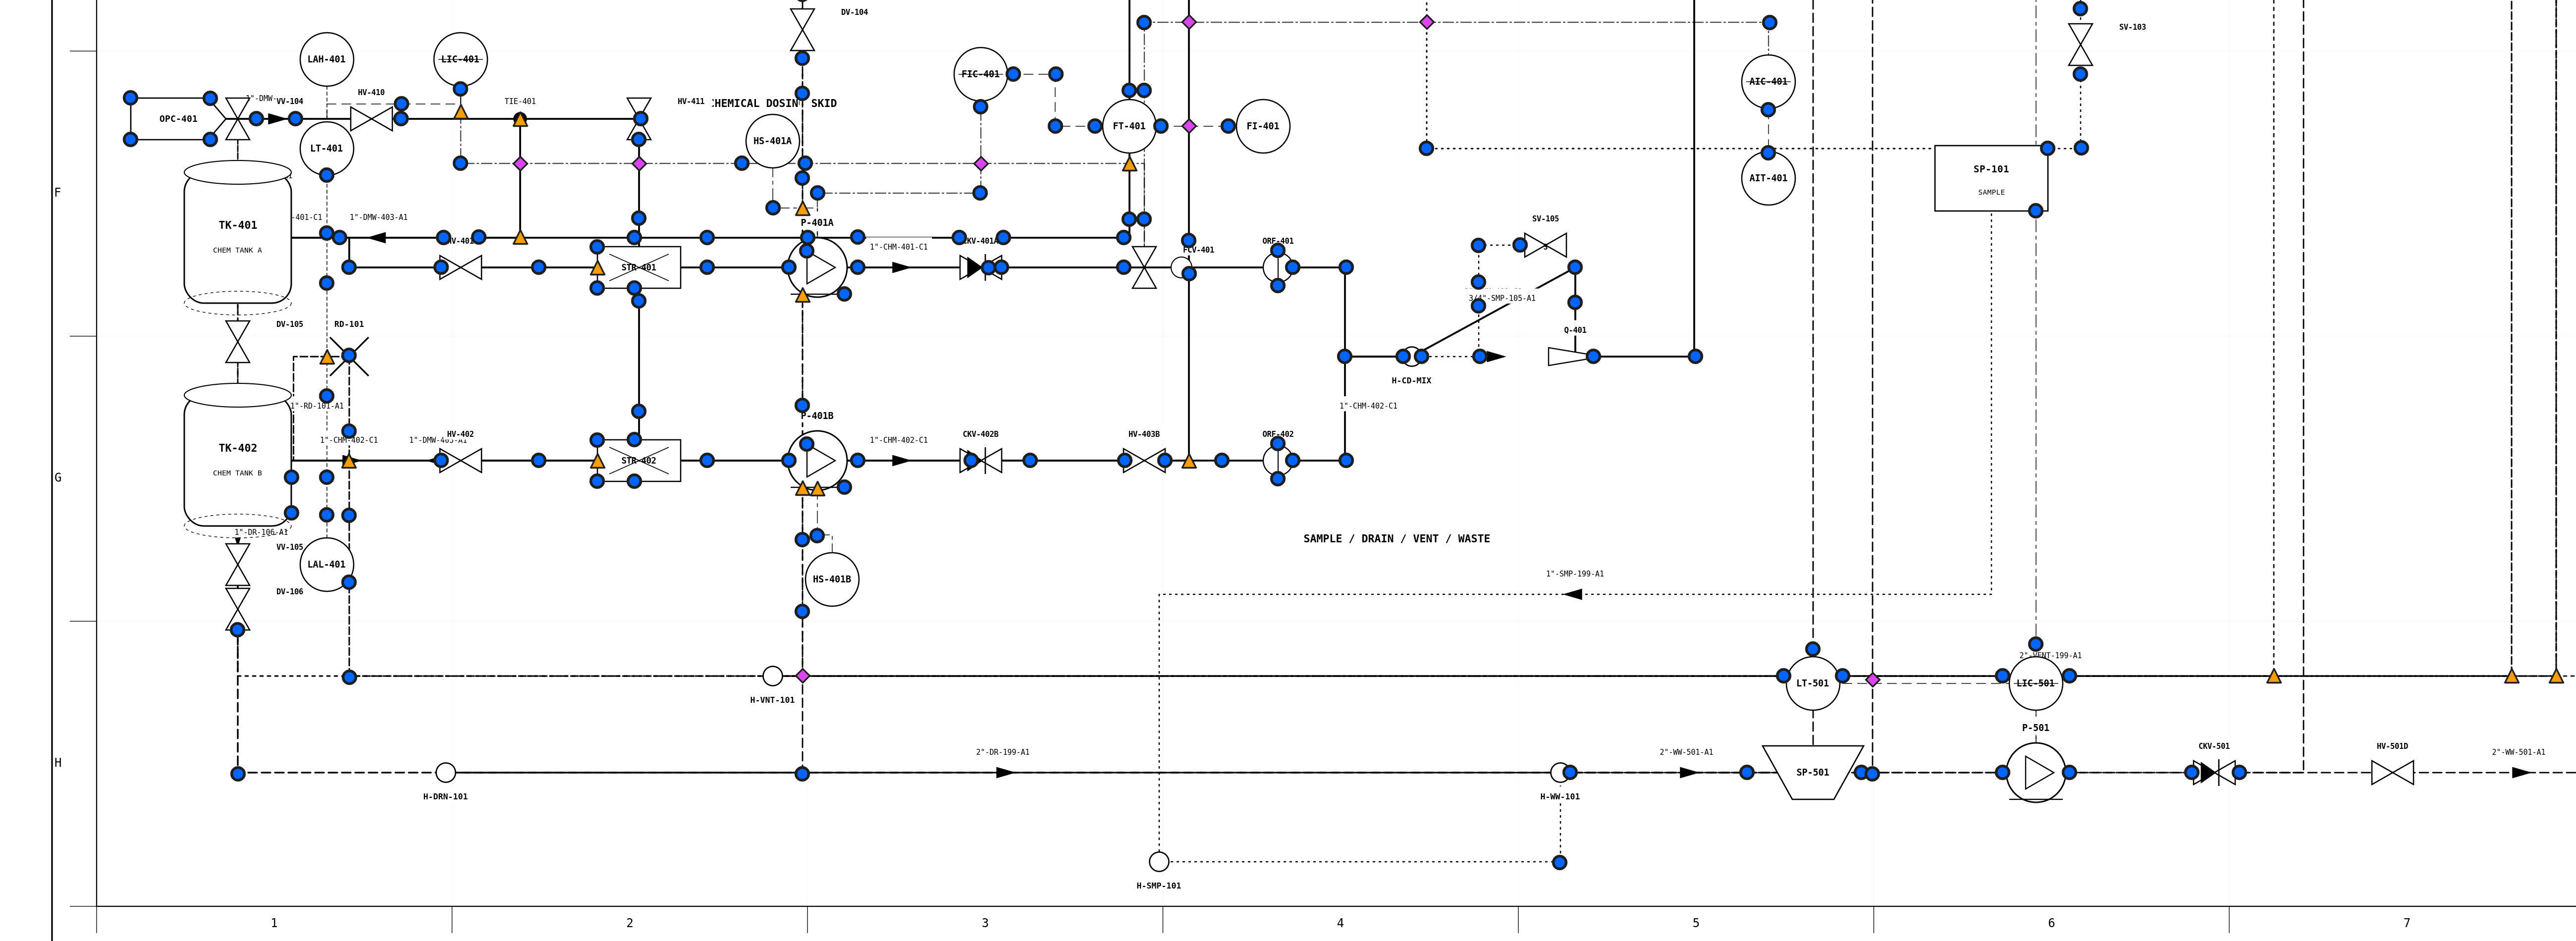 DV-104
SV-103
LAH-401
LIC-401
FIC-401
AIC-401
HV-410
VV-104
TIE-401
HV-411
OPC-401
FT-401
FI-401
LT-401
HS-401A
SP-101
SAMPLE
AIT-401
F
TK-401
CHEM TANK A
-401-C1
1"-DMW-403-A1
P-401A
SV-105
1"-CHM-401-C1
CKV-401A
FCV-401
ORF-401
STR-401
3/4"-SMP-105-A1
DV-105
RD-101
Q-401
H-CD-MIX
1"-RD-101-A1
1"-CHM-402-C1
P-401B
TK-402
CHEM TANK B
1"-CHM-402-C1
HV-402
1"-CHM-402-C1
CKV-402B
HV-403B
ORF-402
STR-402
G
1"-DR-106-A1
VV-105
LAL-401
DV-106
HS-401B
SAMPLE / DRAIN / VENT / WASTE
1"-SMP-199-A1
2"-VENT-199-A1
LT-501
LIC-501
H-VNT-101
P-501
H
2"-DR-199-A1
2"-WW-501-A1
SP-501
CKV-501
HV-501D
2"-WW-501-A1
H-DRN-101
H-WW-101
H-SMP-101
1
2
3
4
5
6
7